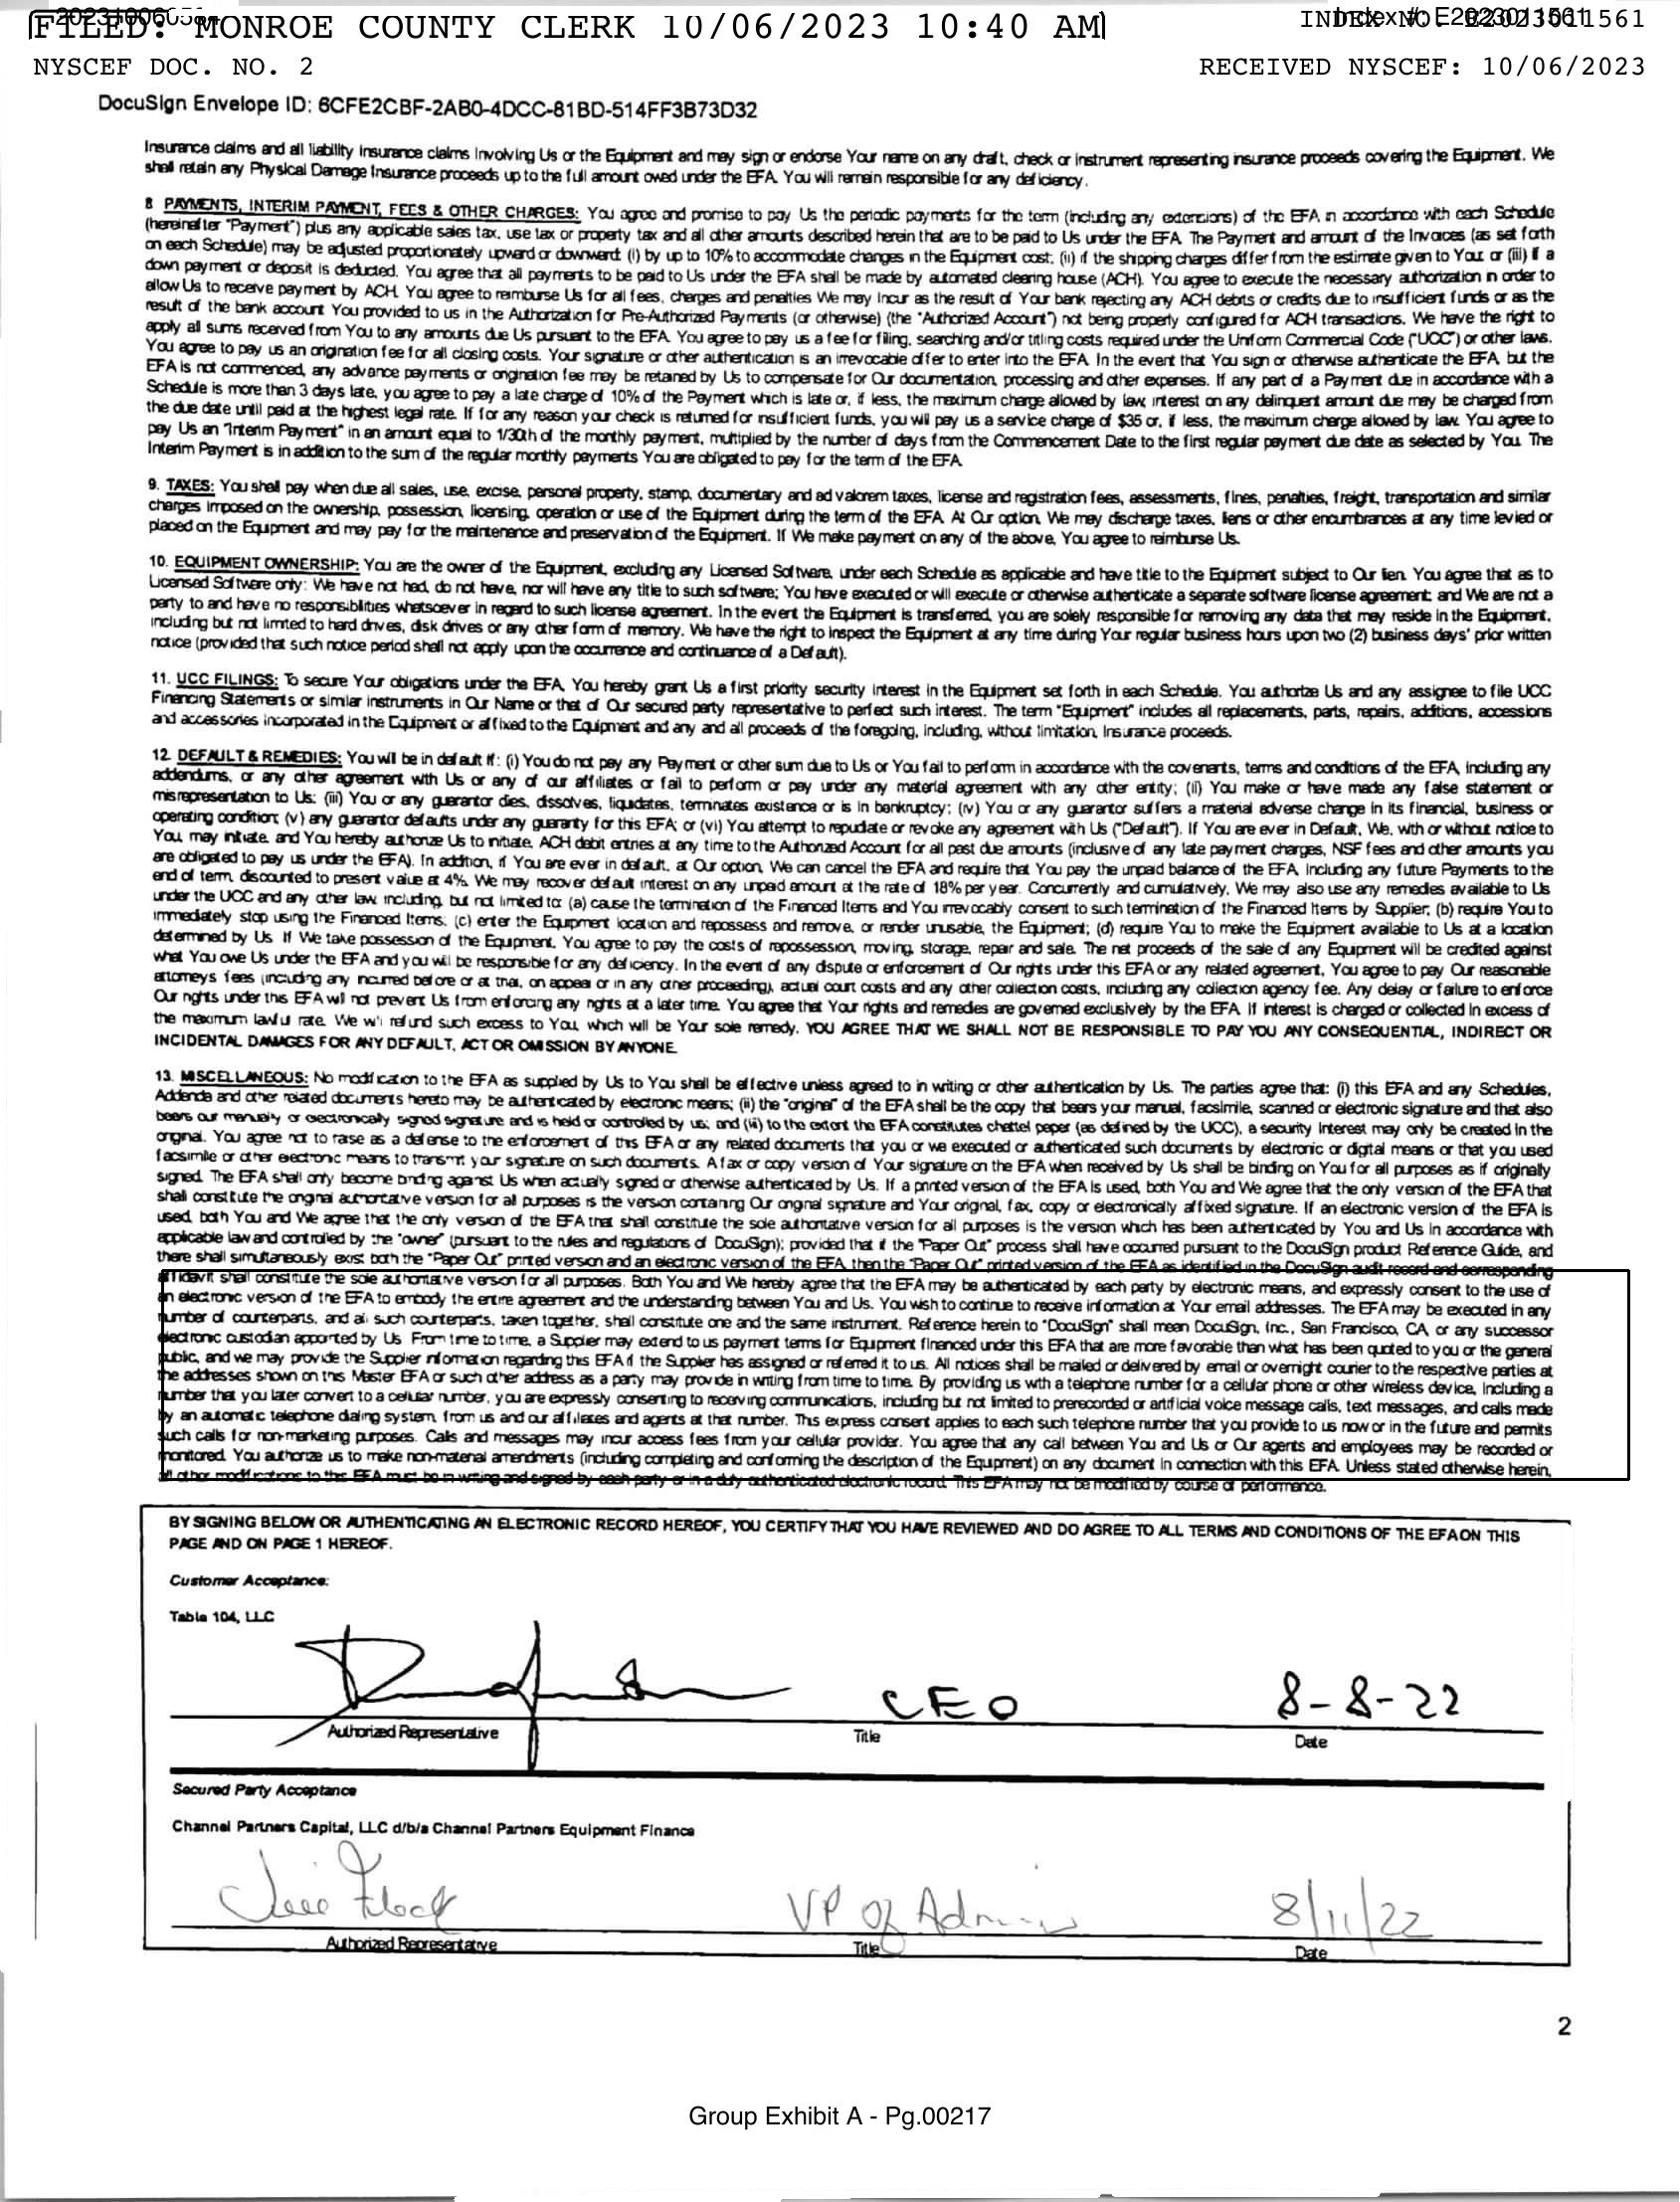 202310060584
FILED: MONROE COUNTY CLERK 10/06/2023 10:40 AM
Index #: E2023011561
INDEX NO. E2023011561
NYSCEF DOC. NO. 2
RECEIVED NYSCEF: 10/06/2023
DocuSign Envelope ID: 6CFE2CBF-2AB0-4DCC-81BD-514FF3B73D32
Insurance claims and all liability insurance claims involving Us or the Equipment and may sign or endorse Your name on any draft, check or instrument representing insurance proceeds covering the Equipment. We
shall retain any Physical Damage Insurance proceeds up to the full amount owed under the EFA. You will remain responsible for any deficiency.
8 PAYMENTS, INTERIM PAYMENT, FEES & OTHER CHARGES: You agree and promise to pay Us the periodic payments for the term (including any extensions) of the EFA in accordance with each Schedule
(hereinafter "Payment") plus any applicable sales tax, use tax or property tax and all other amounts described herein that are to be paid to Us under the EFA. The Payment and amount of the Invoices (as set forth
on each Schedule) may be adjusted proportionately upward or downward: (i) by up to 10% to accommodate changes in the Equipment cost; (ii) if the shipping charges differ from the estimate given to You; or (iii) if a
down payment or deposit is deducted. You agree that all payments to be paid to Us under the EFA shall be made by automated clearing house (ACH). You agree to execute the necessary authorization in order to
allow Us to receive payment by ACH. You agree to reimburse Us for all fees, charges and penalties We may incur as the result of Your bank rejecting any ACH debits or credits due to insufficient funds or as the
result of the bank account You provided to us in the Authorization for Pre-Authorized Payments (or otherwise) (the "Authorized Account") not being properly configured for ACH transactions. We have the right to
apply all sums received from You to any amounts due Us pursuant to the EFA. You agree to pay us a fee for filing, searching and/or titling costs required under the Uniform Commercial Code ("UCC") or other laws.
You agree to pay us an origination fee for all closing costs. Your signature or other authentication is an irrevocable offer to enter into the EFA. In the event that You sign or otherwise authenticate the EFA, but the
EFA is not commenced, any advance payments or origination fee may be retained by Us to compensate for Our documentation, processing and other expenses. If any part of a Payment due in accordance with a
Schedule is more than 3 days late, you agree to pay a late charge of 10% of the Payment which is late or, if less, the maximum charge allowed by law, interest on any delinquent amount due may be charged from
the due date until paid at the highest legal rate. If for any reason your check is returned for insufficient funds, you will pay us a service charge of $35 or, if less, the maximum charge allowed by law. You agree to
pay Us an "Interim Payment" in an amount equal to 1/30th of the monthly payment, multiplied by the number of days from the Commencement Date to the first regular payment due date as selected by You. The
Interim Payment is in addition to the sum of the regular monthly payments You are obligated to pay for the term of the EFA.
9. TAXES: You shall pay when due all sales, use, excise, personal property, stamp, documentary and ad valorem taxes, license and registration fees, assessments, fines, penalties, freight, transportation and similar
charges imposed on the ownership, possession, licensing, operation or use of the Equipment during the term of the EFA. At Our option, We may discharge taxes, liens or other encumbrances at any time levied or
placed on the Equipment and may pay for the maintenance and preservation of the Equipment. If We make payment on any of the above, You agree to reimburse Us.
10. EQUIPMENT OWNERSHIP: You are the owner of the Equipment, excluding any Licensed Software, under each Schedule as applicable and have title to the Equipment subject to Our lien. You agree that as to
Licensed Software only: We have not had, do not have, nor will have any title to such software; You have executed or will execute or otherwise authenticate a separate software license agreement; and We are not a
party to and have no responsibilities whatsoever in regard to such license agreement. In the event the Equipment is transferred, you are solely responsible for removing any data that may reside in the Equipment,
including but not limited to hard drives, disk drives or any other form of memory. We have the right to inspect the Equipment at any time during Your regular business hours upon two (2) business days' prior written
notice (provided that such notice period shall not apply upon the occurrence and continuance of a Default).
11. UCC FILINGS: To secure Your obligations under the EFA, You hereby grant Us a first priority security interest in the Equipment set forth in each Schedule. You authorize Us and any assignee to file UCC
Financing Statements or similar instruments in Our Name or that of Our secured party representative to perfect such interest. The term "Equipment" includes all replacements, parts, repairs, additions, accessions
and accessories incorporated in the Equipment or affixed to the Equipment and any and all proceeds of the foregoing, including, without limitation, Insurance proceeds.
12. DEFAULT & REMEDIES: You will be in default if: (i) You do not pay any Payment or other sum due to Us or You fail to perform in accordance with the covenants, terms and conditions of the EFA, including any
addendums, or any other agreement with Us or any of our affiliates or fail to perform or pay under any material agreement with any other entity; (ii) You make or have made any false statement or
misrepresentation to Us; (iii) You or any guarantor dies, dissolves, liquidates, terminates existence or is in bankruptcy; (iv) You or any guarantor suffers a material adverse change in its financial, business or
operating condition; (v) any guarantor defaults under any guaranty for this EFA; or (vi) You attempt to repudiate or revoke any agreement with Us ("Default"). If You are ever in Default, We, with or without notice to
You, may initiate, and You hereby authorize Us to initiate, ACH debit entries at any time to the Authorized Account for all past due amounts (inclusive of any late payment charges, NSF fees and other amounts you
are obligated to pay us under the EFA). In addition, if You are ever in default, at Our option, We can cancel the EFA and require that You pay the unpaid balance of the EFA, including any future Payments to the
end of term, discounted to present value at 4%. We may recover default interest on any unpaid amount at the rate of 18% per year. Concurrently and cumulatively, We may also use any remedies available to Us
under the UCC and any other law, including, but not limited to: (a) cause the termination of the Financed Items and You irrevocably consent to such termination of the Financed Items by Supplier; (b) require You to
immediately stop using the Financed Items; (c) enter the Equipment location and repossess and remove, or render unusable, the Equipment; (d) require You to make the Equipment available to Us at a location
determined by Us. If We take possession of the Equipment, You agree to pay the costs of repossession, moving, storage, repair and sale. The net proceeds of the sale of any Equipment will be credited against
what You owe Us under the EFA and you will be responsible for any deficiency. In the event of any dispute or enforcement of Our rights under this EFA or any related agreement, You agree to pay Our reasonable
attorneys fees (including any incurred before or at trial, on appeal or in any other proceeding), actual court costs and any other collection costs, including any collection agency fee. Any delay or failure to enforce
Our rights under this EFA will not prevent Us from enforcing any rights at a later time. You agree that Your rights and remedies are governed exclusively by the EFA. If interest is charged or collected in excess of
the maximum lawful rate, We will refund such excess to You, which will be Your sole remedy. YOU AGREE THAT WE SHALL NOT BE RESPONSIBLE TO PAY YOU ANY CONSEQUENTIAL, INDIRECT OR
INCIDENTAL DAMAGES FOR ANY DEFAULT, ACT OR OMISSION BY ANYONE.
13. MISCELLANEOUS: No modification to the EFA as supplied by Us to You shall be effective unless agreed to in writing or other authentication by Us. The parties agree that: (i) this EFA and any Schedules,
Addenda and other related documents hereto may be authenticated by electronic means; (ii) the "original" of the EFA shall be the copy that bears your manual, facsimile, scanned or electronic signature and that also
bears our manually or electronically signed signature and is held or controlled by us; and (iii) to the extent the EFA constitutes chattel paper (as defined by the UCC), a security interest may only be created in the
original. You agree not to raise as a defense to the enforcement of this EFA or any related documents that you or we executed or authenticated such documents by electronic or digital means or that you used
facsimile or other electronic means to transmit your signature on such documents. A fax or copy version of Your signature on the EFA when received by Us shall be binding on You for all purposes as if originally
signed. The EFA shall only become binding against Us when actually signed or otherwise authenticated by Us. If a printed version of the EFA is used, both You and We agree that the only version of the EFA that
shall constitute the original authoritative version for all purposes is the version containing Our original signature and Your original, fax, copy or electronically affixed signature. If an electronic version of the EFA is
used, both You and We agree that the only version of the EFA that shall constitute the sole authoritative version for all purposes is the version which has been authenticated by You and Us in accordance with
applicable law and controlled by the "owner" (pursuant to the rules and regulations of DocuSign); provided that if the "Paper Out" process shall have occurred pursuant to the DocuSign product Reference Guide, and
there shall simultaneously exist both the "Paper Out" printed version and an electronic version of the EFA, then the "Paper Out" printed version of the EFA as identified in the DocuSign audit record and corresponding
affidavit shall constitute the sole authoritative version for all purposes. Both You and We hereby agree that the EFA may be authenticated by each party by electronic means, and expressly consent to the use of
an electronic version of the EFA to embody the entire agreement and the understanding between You and Us. You wish to continue to receive information at Your email addresses. The EFA may be executed in any
number of counterparts, and all such counterparts, taken together, shall constitute one and the same instrument. Reference herein to "DocuSign" shall mean DocuSign, Inc., San Francisco, CA, or any successor
electronic custodian appointed by Us. From time to time, a Supplier may extend to us payment terms for Equipment financed under this EFA that are more favorable than what has been quoted to you or the general
public, and we may provide the Supplier information regarding this EFA if the Supplier has assigned or referred it to us. All notices shall be mailed or delivered by email or overnight courier to the respective parties at
the addresses shown on this Master EFA or such other address as a party may provide in writing from time to time. By providing us with a telephone number for a cellular phone or other wireless device, including a
number that you later convert to a cellular number, you are expressly consenting to receiving communications, including but not limited to prerecorded or artificial voice message calls, text messages, and calls made
by an automatic telephone dialing system, from us and our affiliates and agents at that number. This express consent applies to each such telephone number that you provide to us now or in the future and permits
such calls for non-marketing purposes. Calls and messages may incur access fees from your cellular provider. You agree that any call between You and Us or Our agents and employees may be recorded or
monitored. You authorize us to make non-material amendments (including completing and conforming the description of the Equipment) on any document in connection with this EFA. Unless stated otherwise herein,
all other modifications to this EFA must be in writing and signed by each party or in a duly authenticated electronic record. This EFA may not be modified by course of performance.
BY SIGNING BELOW OR AUTHENTICATING AN ELECTRONIC RECORD HEREOF, YOU CERTIFY THAT YOU HAVE REVIEWED AND DO AGREE TO ALL TERMS AND CONDITIONS OF THE EFA ON THIS
PAGE AND ON PAGE 1 HEREOF.
Customer Acceptance:
Table 104, LLC
CEO 8-8-22
Authorized Representative Title Date
Secured Party Acceptance
Channel Partners Capital, LLC d/b/a Channel Partners Equipment Finance
VP of Admin 8/11/22
Authorized Representative Title Date
2
Group Exhibit A - Pg.00217